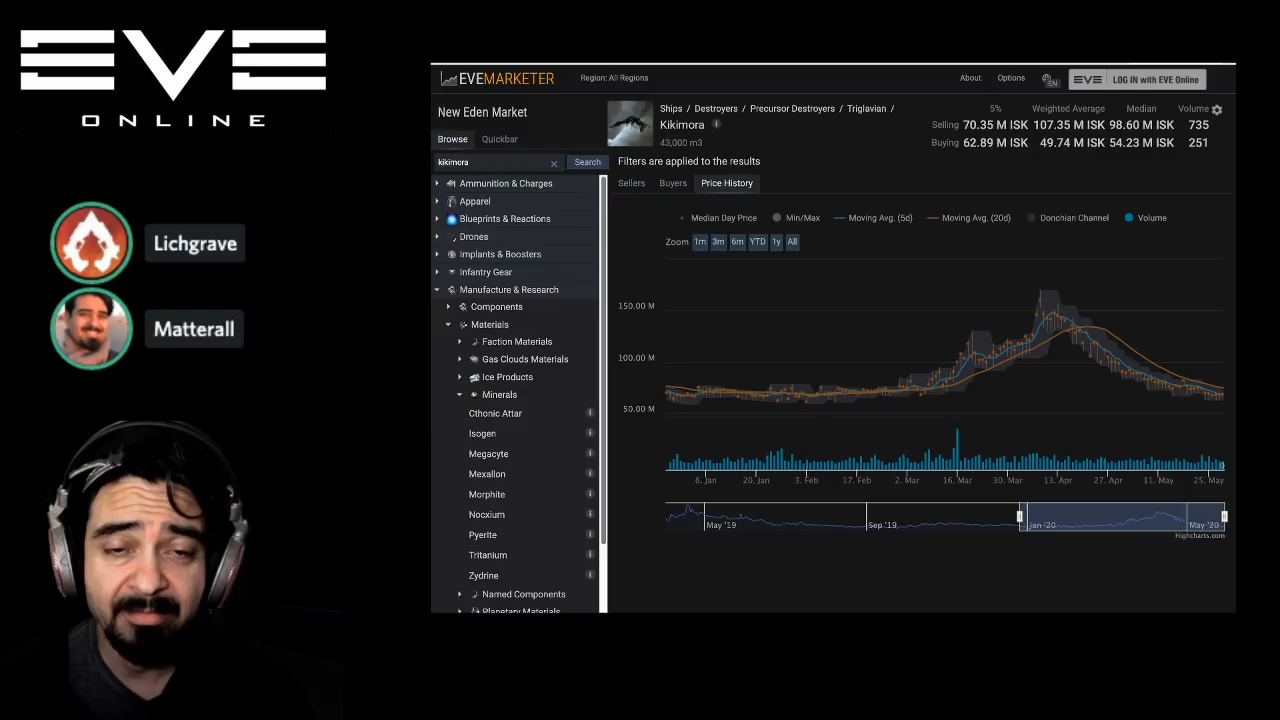 EVE
ONLINE
Lichgrave
Matterall
EVEMARKETER
Region: All Regions
About
Options
EN
EVE LOG IN with EVE Online
New Eden Market
Browse
Quickbar
kikimora
Search
Ships / Destroyers / Precursor Destroyers / Triglavian /
Kikimora
43,000 m3
5% Weighted Average Median Volume
Selling 70.35 M ISK 107.35 M ISK 98.60 M ISK 735
Buying 62.89 M ISK 49.74 M ISK 54.23 M ISK 251
Filters are applied to the results
Sellers Buyers Price History
Ammunition & Charges
Apparel
Blueprints & Reactions
Drones
Implants & Boosters
Infantry Gear
Manufacture & Research
Components
Materials
Faction Materials
Gas Clouds Materials
Ice Products
Minerals
Cthonic Attar
Isogen
Megacyte
Mexallon
Morphite
Nocxium
Pyerite
Tritanium
Zydrine
Named Components
Planetary Materials
Median Day Price Min/Max Moving Avg. (5d) Moving Avg. (20d) Donchian Channel Volume
Zoom 1m 3m 6m YTD 1y All
150.00 M
100.00 M
50.00 M
0
6. Jan 20. Jan 3. Feb 17. Feb 2. Mar 16. Mar 30. Mar 13. Apr 27. Apr 11. May 25. May
May '19 Sep '19 Jan '20 May '20
Highcharts.com